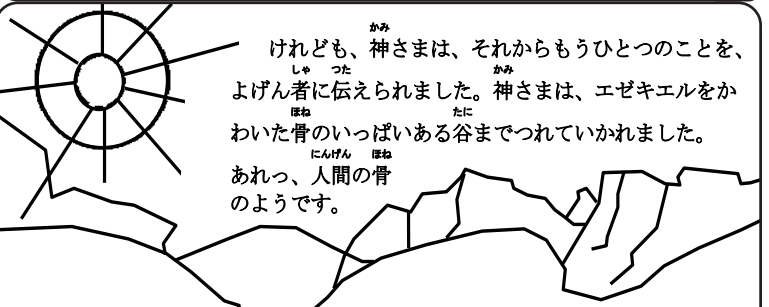 けれども、神さまは、それからもうひとつのことを、
よげん者に伝えられました。神さまは、エゼキエルをか
わいた骨のいっぱいある谷までつれていかれました。
あれっ、人間の骨
のようです。